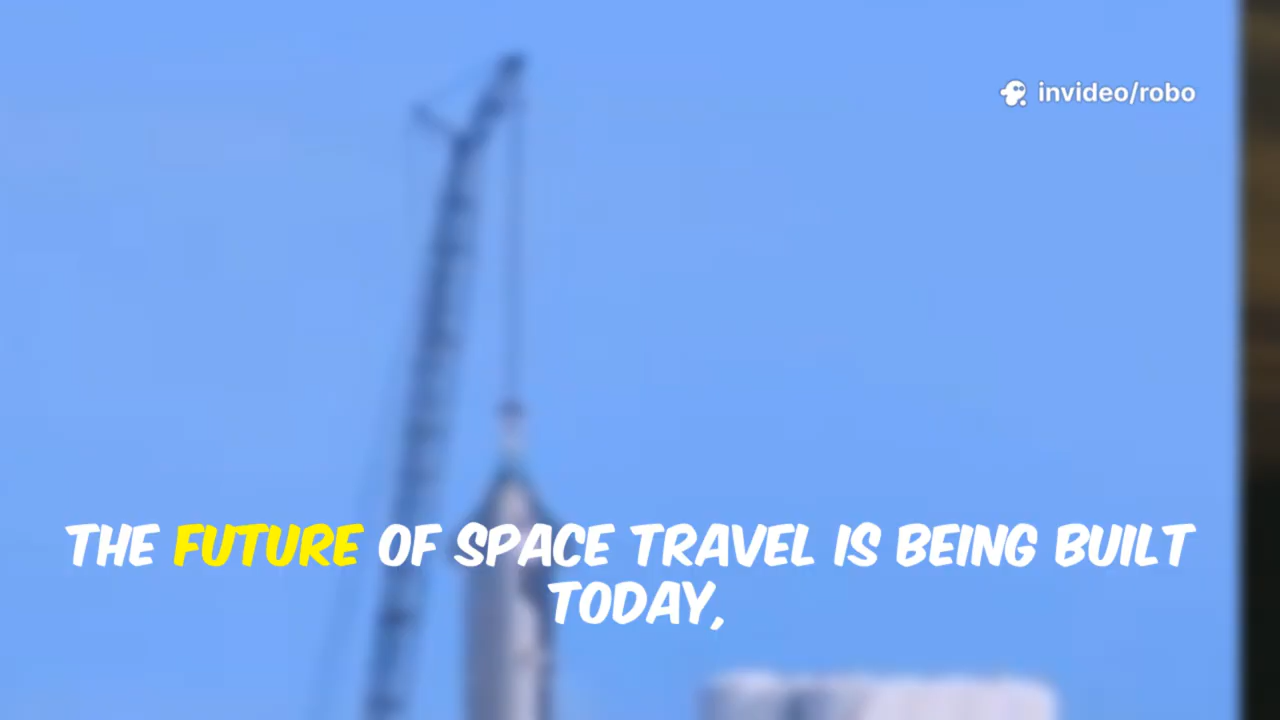 invideo/robo
THE FUTURE OF SPACE TRAVEL IS BEING BUILT
TODAY,